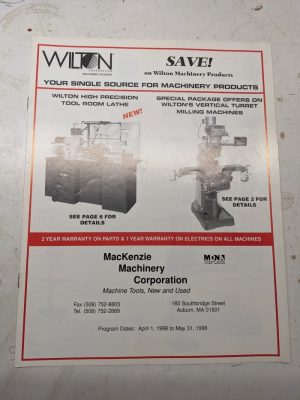 WILTON
CORPORATION
MACHINERY DIVISION
SAVE!
on Wilton Machinery Products
YOUR SINGLE SOURCE FOR MACHINERY PRODUCTS
WILTON HIGH PRECISION
TOOL ROOM LATHE
NEW!
SEE PAGE 6 FOR
DETAILS
SPECIAL PACKAGE OFFERS ON
WILTON'S VERTICAL TURRET
MILLING MACHINES
SEE PAGE 2 FOR
DETAILS
2 YEAR WARRANTY ON PARTS & 1 YEAR WARRANTY ON ELECTRICS ON ALL MACHINES
MacKenzie
Machinery
Corporation
Machine Tools, New and Used
Fax (508) 752-8803
Tel. (508) 752-2869
160 Southbridge Street
Auburn, MA 01501
Program Dates: April 1, 1998 to May 31, 1998